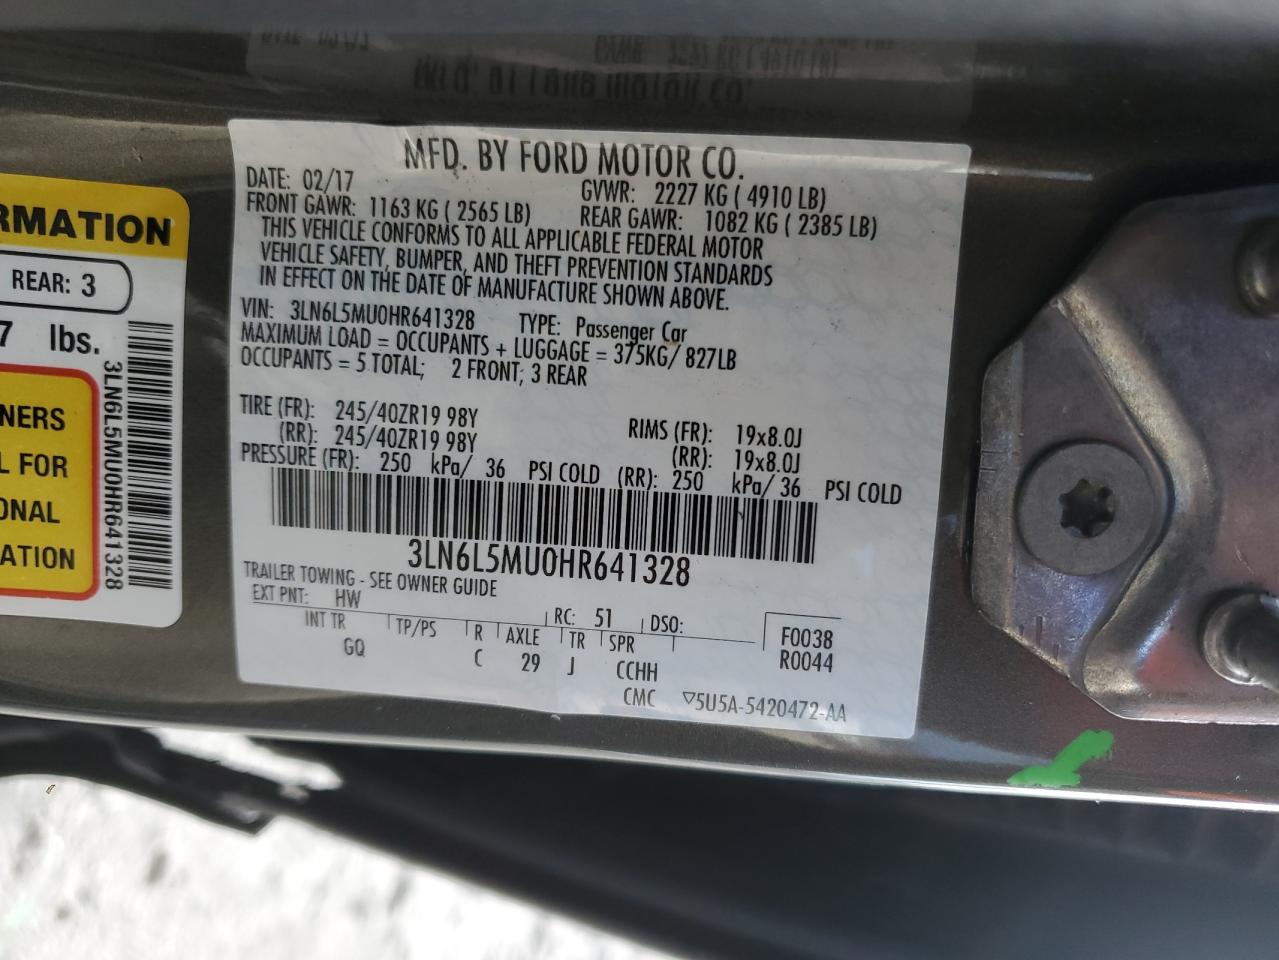 MFD. BY FORD MOTOR CO.
DATE: 02/17 GVWR: 2227 KG ( 4910 LB)
FRONT GAWR: 1163 KG ( 2565 LB) REAR GAWR: 1082 KG ( 2385 LB)
THIS VEHICLE CONFORMS TO ALL APPLICABLE FEDERAL MOTOR
VEHICLE SAFETY, BUMPER, AND THEFT PREVENTION STANDARDS
IN EFFECT ON THE DATE OF MANUFACTURE SHOWN ABOVE.
VIN: 3LN6L5MU0HR641328 TYPE: Passenger Car
MAXIMUM LOAD = OCCUPANTS + LUGGAGE = 375KG/ 827LB
OCCUPANTS = 5 TOTAL; 2 FRONT; 3 REAR
TIRE (FR): 245/40ZR19 98Y RIMS (FR): 19x8.0J
(RR): 245/40ZR19 98Y (RR): 19x8.0J
PRESSURE (FR): 250 kPa/ 36 PSI COLD (RR): 250 kPa/ 36 PSI COLD
3LN6L5MU0HR641328
TRAILER TOWING - SEE OWNER GUIDE
EXT PNT: HW RC: 51 DSO:
INT TR TP/PS R AXLE TR SPR F0038
GQ C 29 J CCHH R0044
CMC ▽5U5A-5420472-AA
RMATION
REAR: 3
7 lbs.
NERS
L FOR
ONAL
ATION
3LN6L5MU0HR641328